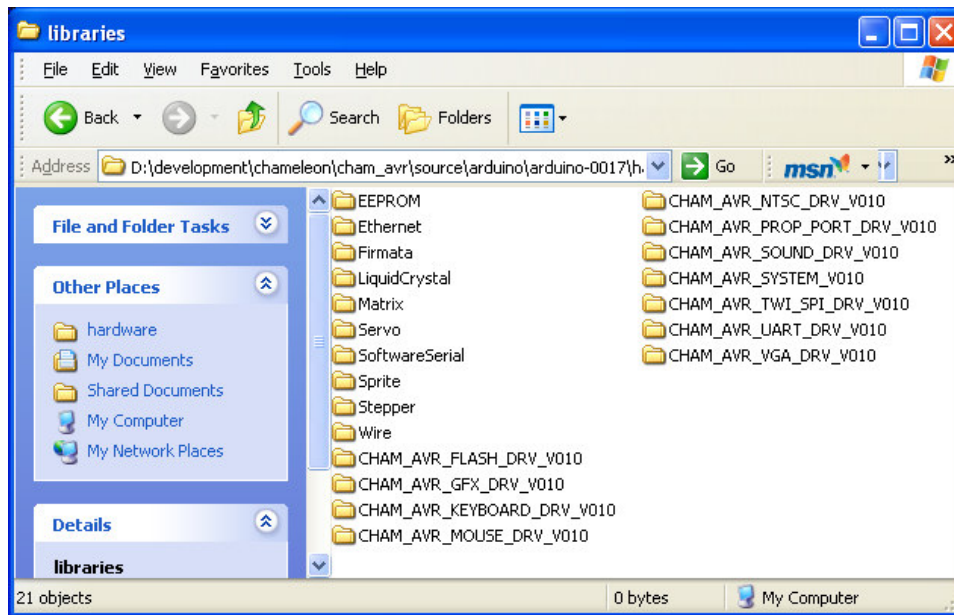 libraries
File Edit View Favorites Tools Help
Back Search Folders
Address D:\development\chameleon\cham_avr\source\arduino\arduino-0017\h Go msn
File and Folder Tasks
Other Places
hardware
My Documents
Shared Documents
My Computer
My Network Places
Details
libraries
EEPROM
Ethernet
Firmata
LiquidCrystal
Matrix
Servo
SoftwareSerial
Sprite
Stepper
Wire
CHAM_AVR_FLASH_DRV_V010
CHAM_AVR_GFX_DRV_V010
CHAM_AVR_KEYBOARD_DRV_V010
CHAM_AVR_MOUSE_DRV_V010
CHAM_AVR_NTSC_DRV_V010
CHAM_AVR_PROP_PORT_DRV_V010
CHAM_AVR_SOUND_DRV_V010
CHAM_AVR_SYSTEM_V010
CHAM_AVR_TWI_SPI_DRV_V010
CHAM_AVR_UART_DRV_V010
CHAM_AVR_VGA_DRV_V010
21 objects 0 bytes My Computer